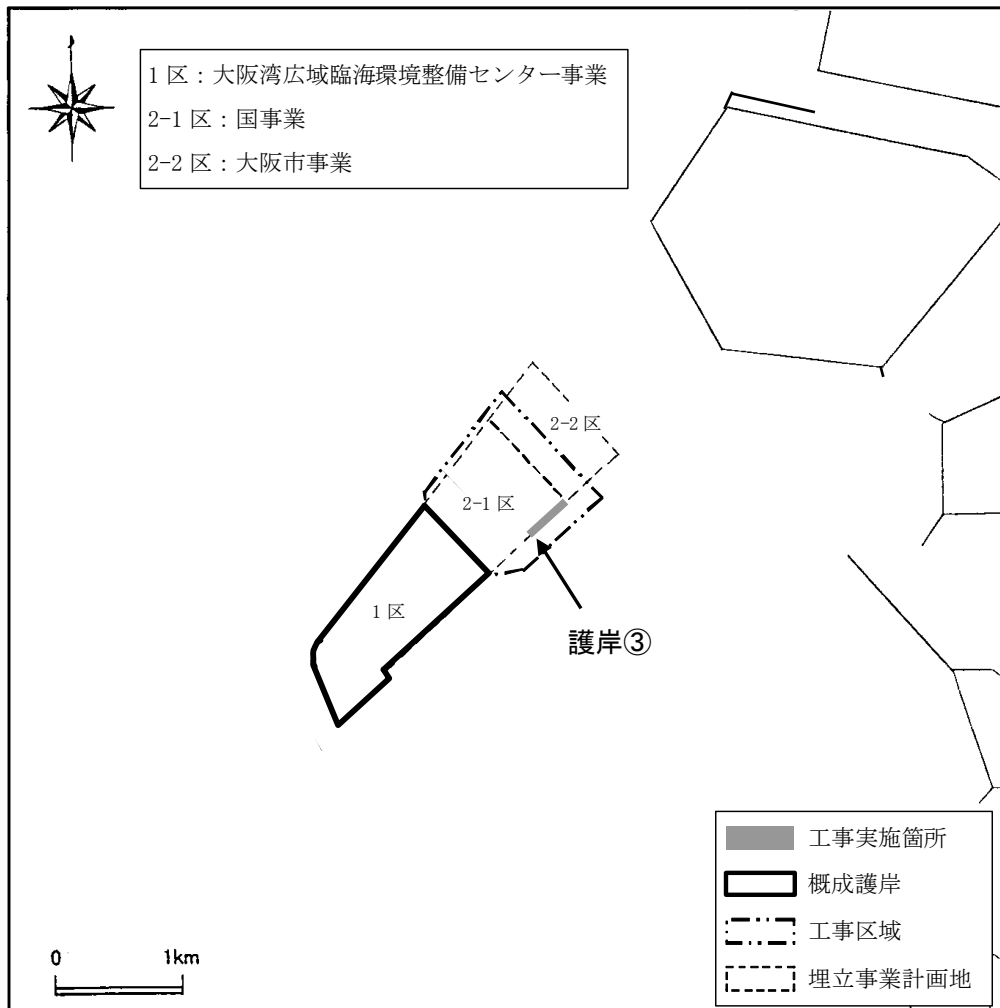 1区：大阪湾広域臨海環境整備センター事業
2-1区：国事業
2-2区：大阪市事業
2-2区
2-1区
1区
護岸③
工事実施箇所
概成護岸
工事区域
埋立事業計画地
0 1km